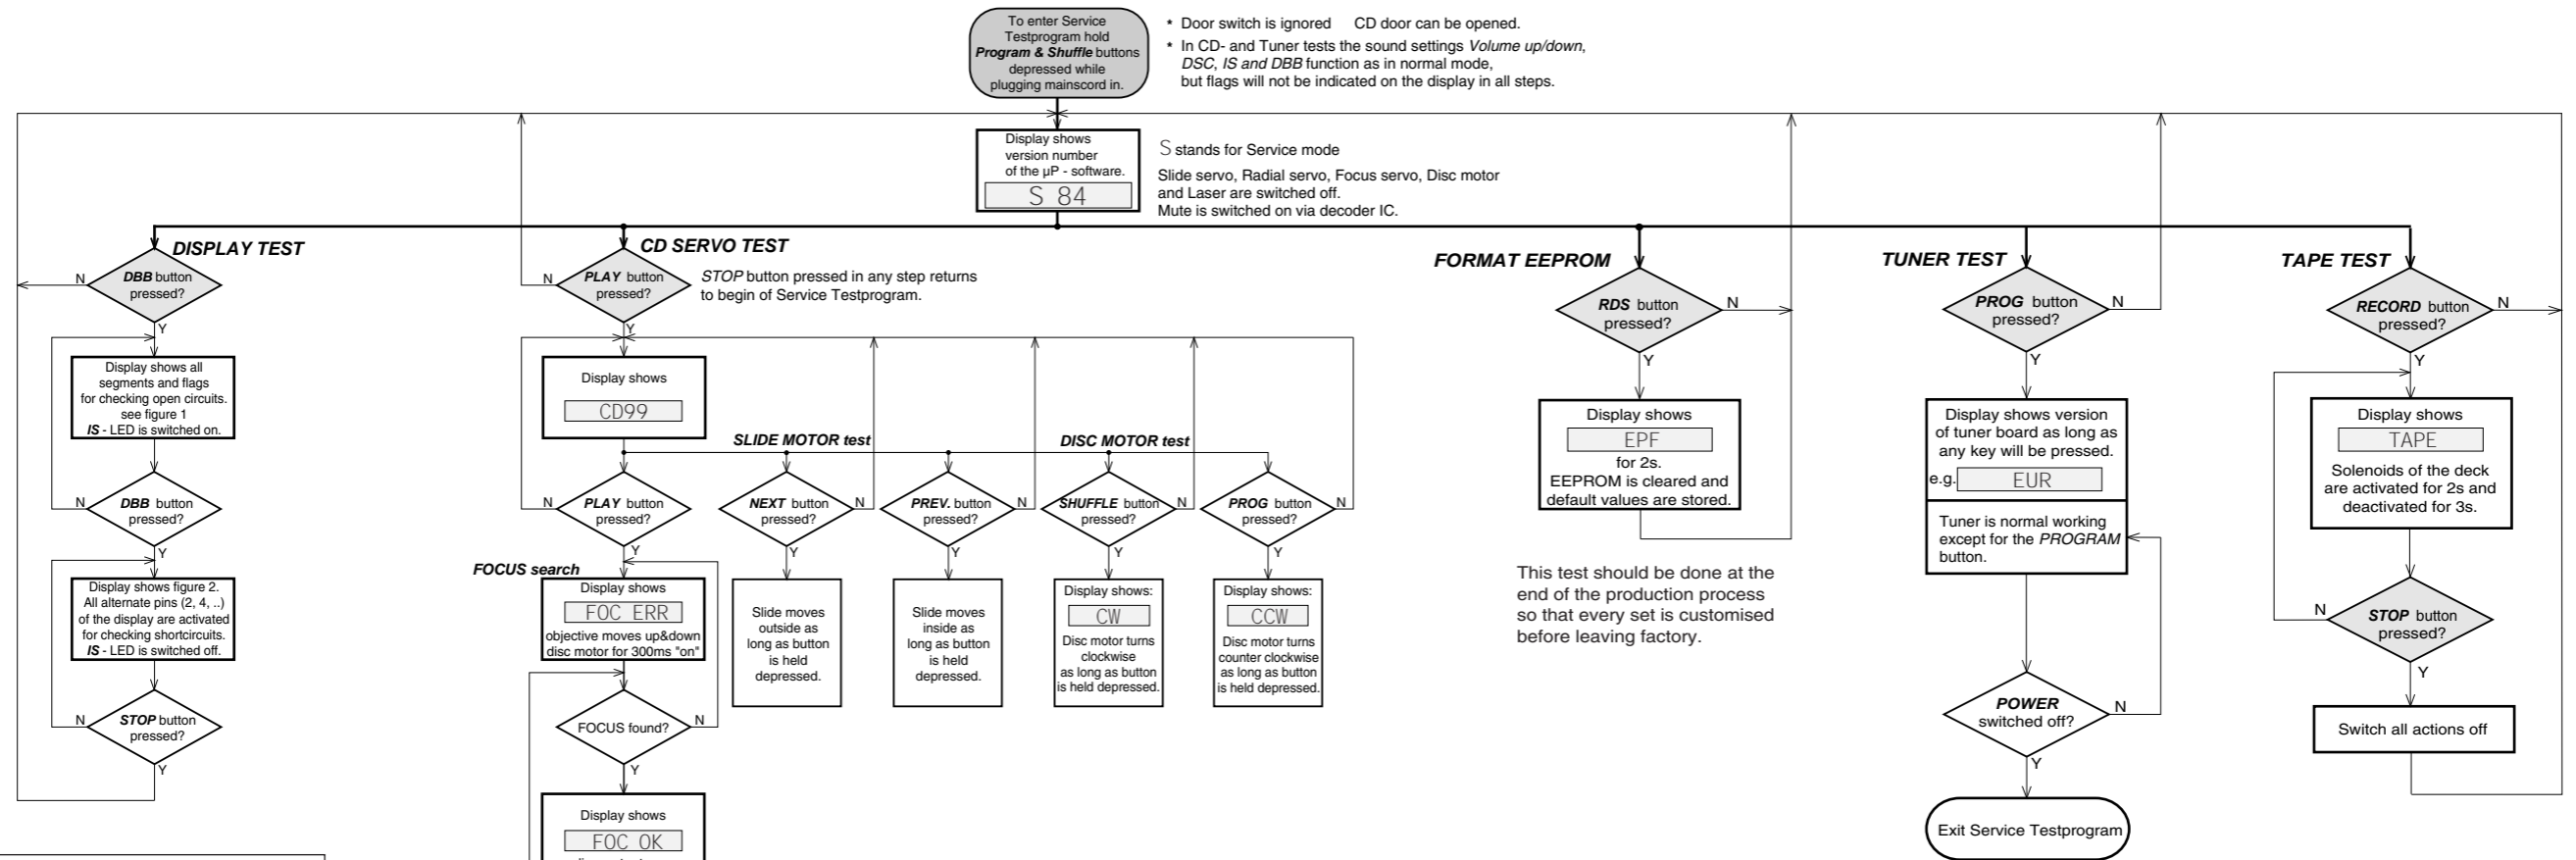 To enter Service
Testprogram hold
Program & Shuffle buttons
depressed while
plugging mainscord in.
* Door switch is ignored CD door can be opened.
* In CD- and Tuner tests the sound settings Volume up/down,
DSC, IS and DBB function as in normal mode,
but flags will not be indicated on the display in all steps.
Display shows
version number
of the µP - software.
S 84
S stands for Service mode
Slide servo, Radial servo, Focus servo, Disc motor
and Laser are switched off.
Mute is switched on via decoder IC.
DISPLAY TEST
DBB button
pressed?
N
Y
Display shows all
segments and flags
for checking open circuits.
see figure 1
IS - LED is switched on.
DBB button
pressed?
N
Y
Display shows figure 2.
All alternate pins (2, 4, ..)
of the display are activated
for checking shortcircuits.
IS - LED is switched off.
STOP button
pressed?
N
Y
CD SERVO TEST
PLAY button
pressed?
N
Y
STOP button pressed in any step returns
to begin of Service Testprogram.
Display shows
CD99
SLIDE MOTOR test
DISC MOTOR test
PLAY button
pressed?
N
Y
NEXT button
pressed?
N
Y
PREV. button
pressed?
N
Y
SHUFFLE button
pressed?
N
Y
PROG button
pressed?
N
Y
FOCUS search
Display shows
FOC ERR
objective moves up&down
disc motor for 300ms "on"
Slide moves
outside as
long as button
is held
depressed.
Slide moves
inside as
long as button
is held
depressed.
Display shows:
CW
Disc motor turns
clockwise
as long as button
is held depressed.
Display shows:
CCW
Disc motor turns
counter clockwise
as long as button
is held depressed.
FOCUS found?
N
Y
Display shows
FOC OK
FORMAT EEPROM
RDS button
pressed?
N
Y
Display shows
EPF
for 2s.
EEPROM is cleared and
default values are stored.
This test should be done at the
end of the production process
so that every set is customised
before leaving factory.
TUNER TEST
PROG button
pressed?
N
Y
Display shows version
of tuner board as long as
any key will be pressed.
e.g. EUR
Tuner is normal working
except for the PROGRAM
button.
POWER
switched off?
N
Y
Exit Service Testprogram
TAPE TEST
RECORD button
pressed?
N
Y
Display shows
TAPE
Solenoids of the deck
are activated for 2s and
deactivated for 3s.
STOP button
pressed?
N
Y
Switch all actions off